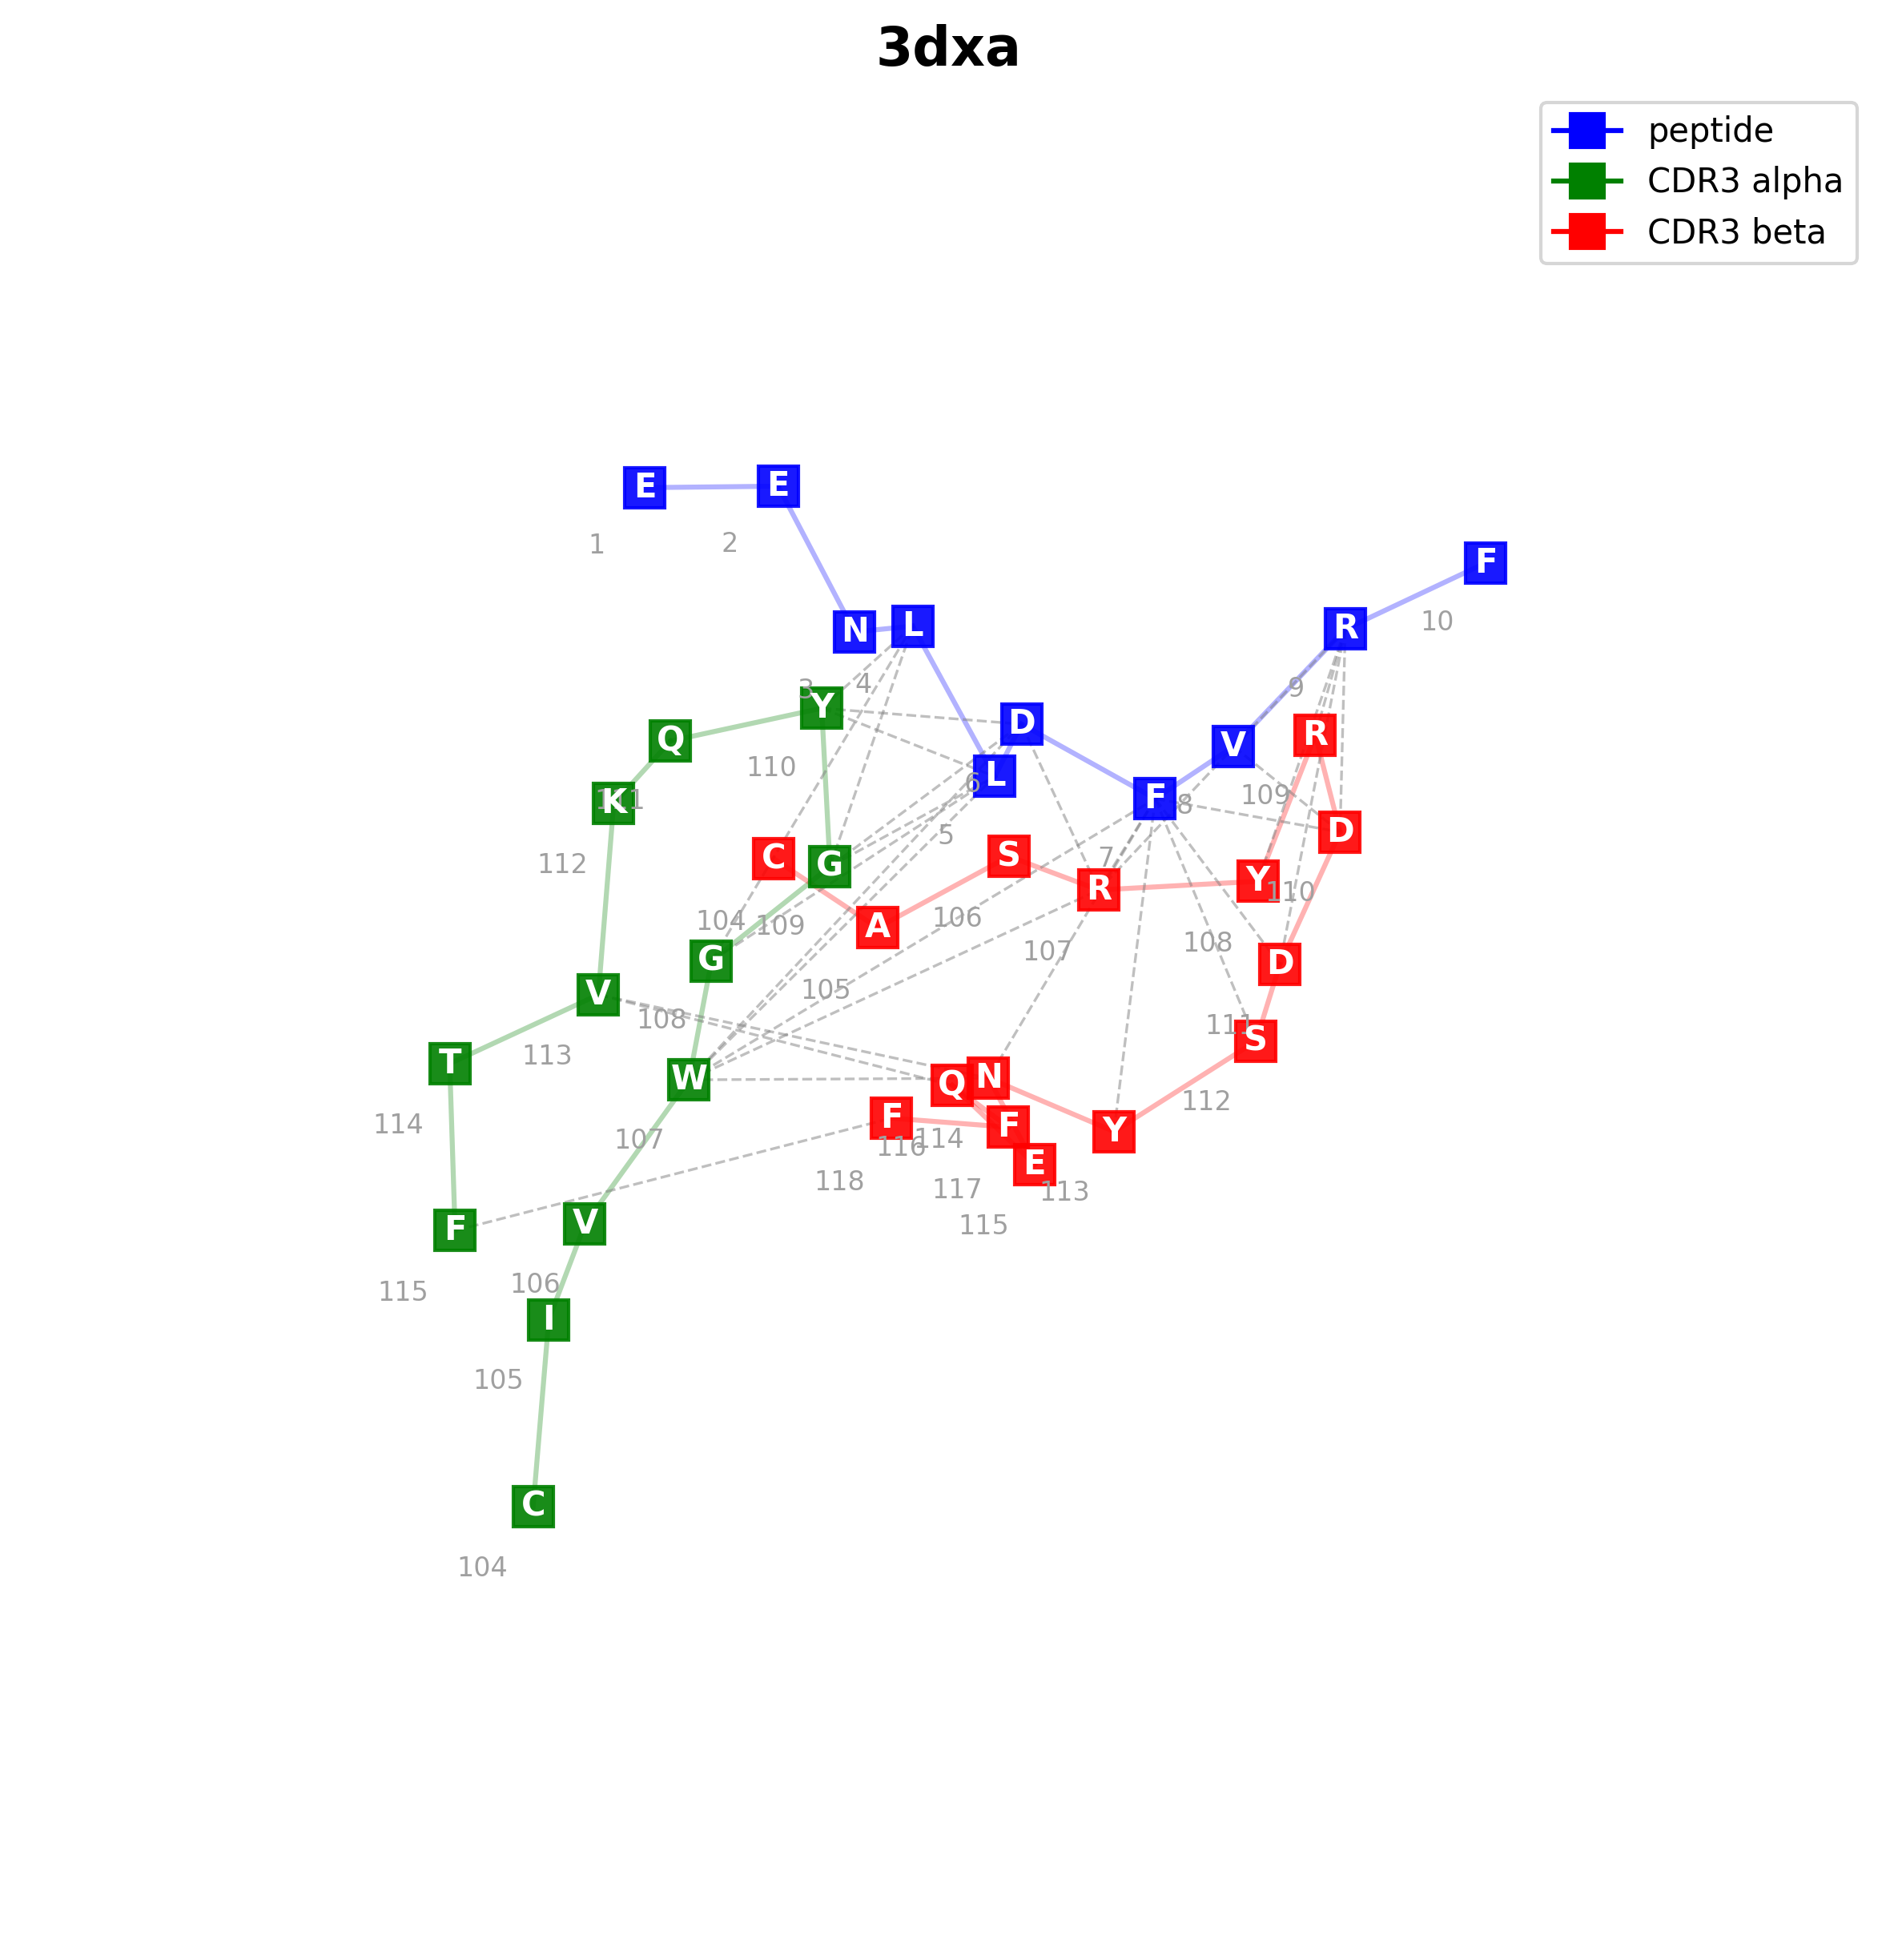 3dxa
peptide
CDR3 alpha
CDR3 beta
E E
1 2
F
N L R 10
3 4 9
Y D R V
Q
110 L 6
K 111 F 8 109
D
5
C G S 7
112 R Y 110
104 109 A 106
G 107 108 D
V 105
108 111
T 113 S
W Q N
114 F F Y 112
107 116 114
E
118 117 113
F V 115
106
115
I
105
C
104